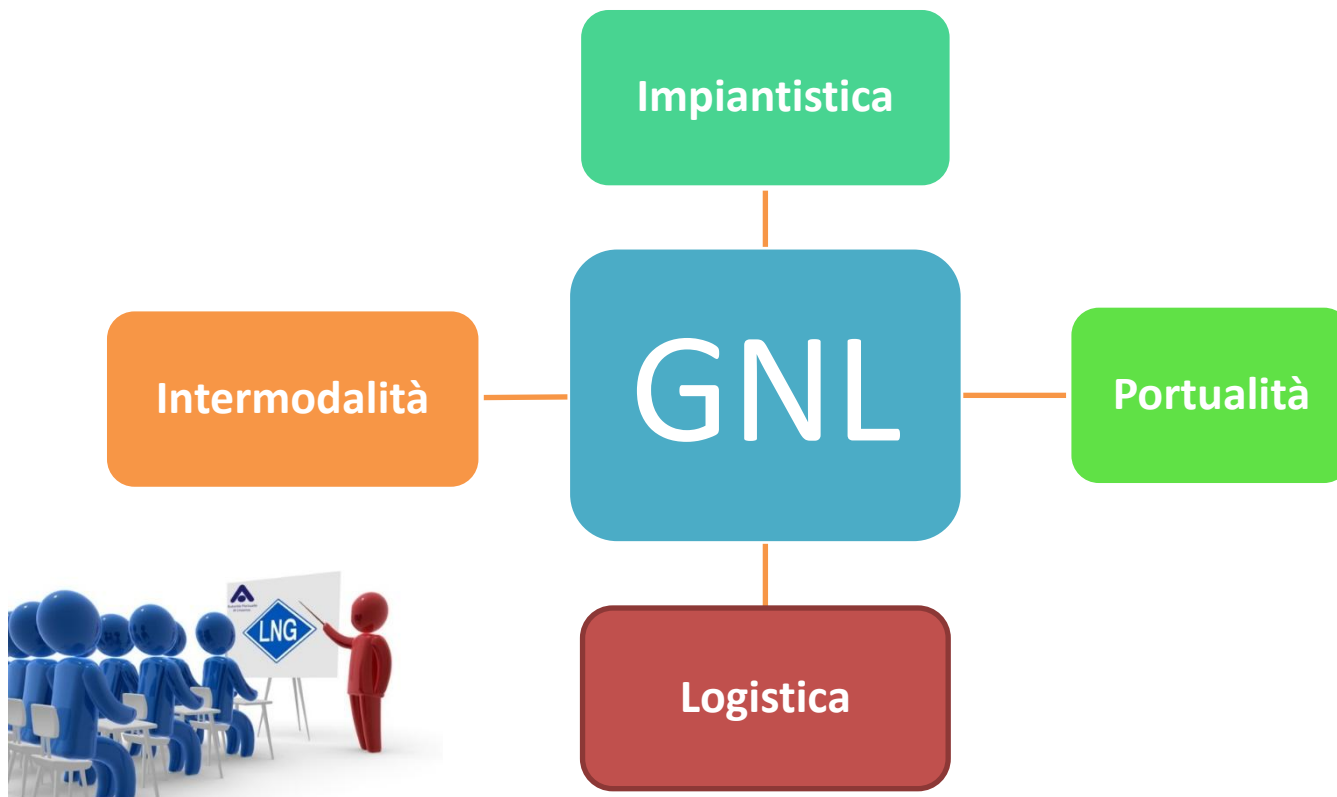 Impiantistica
Intermodalità
GNL
Portualità
LNG
Logistica